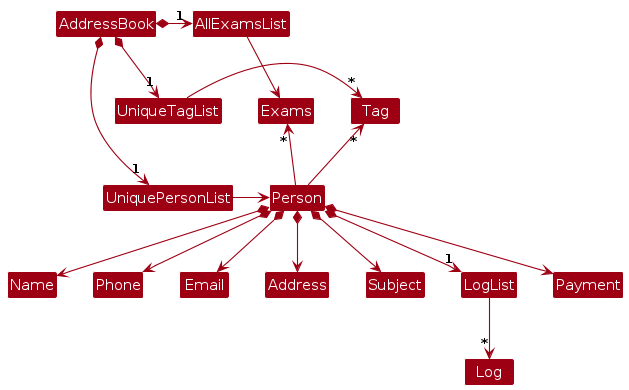 AddressBook
1
AllExamsList
1
*
UniqueTagList
Exams
Tag
*
*
1
UniquePersonList
Person
1
Name
Phone
Email
Address
Subject
LogList
Payment
*
Log